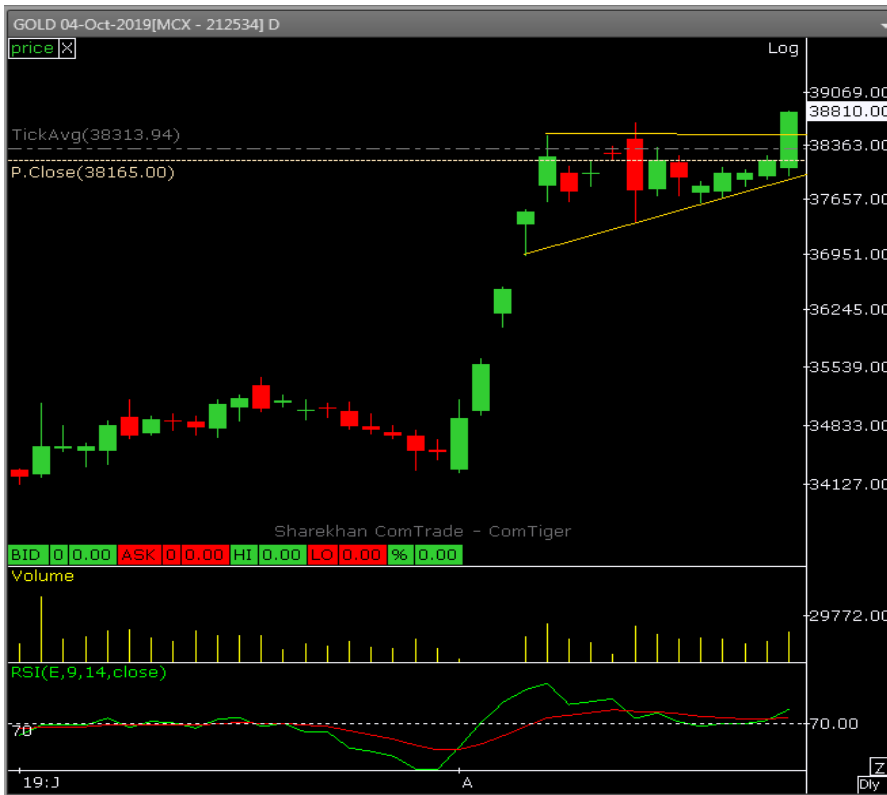 GOLD 04-Oct-2019[MCX - 212534] D
price X
Log
39069.00
38810.00
TickAvg(38313.94)
38363.00
P.Close(38165.00)
37657.00
36951.00
36245.00
35539.00
34833.00
34127.00
Sharekhan ComTrade - ComTiger
BID 0 0.00 ASK 0 0.00 HI 0.00 LO 0.00 % 0.00
Volume
29772.00
RSI(E,9,14,close)
70
70.00
19:J
A
Z
Dly